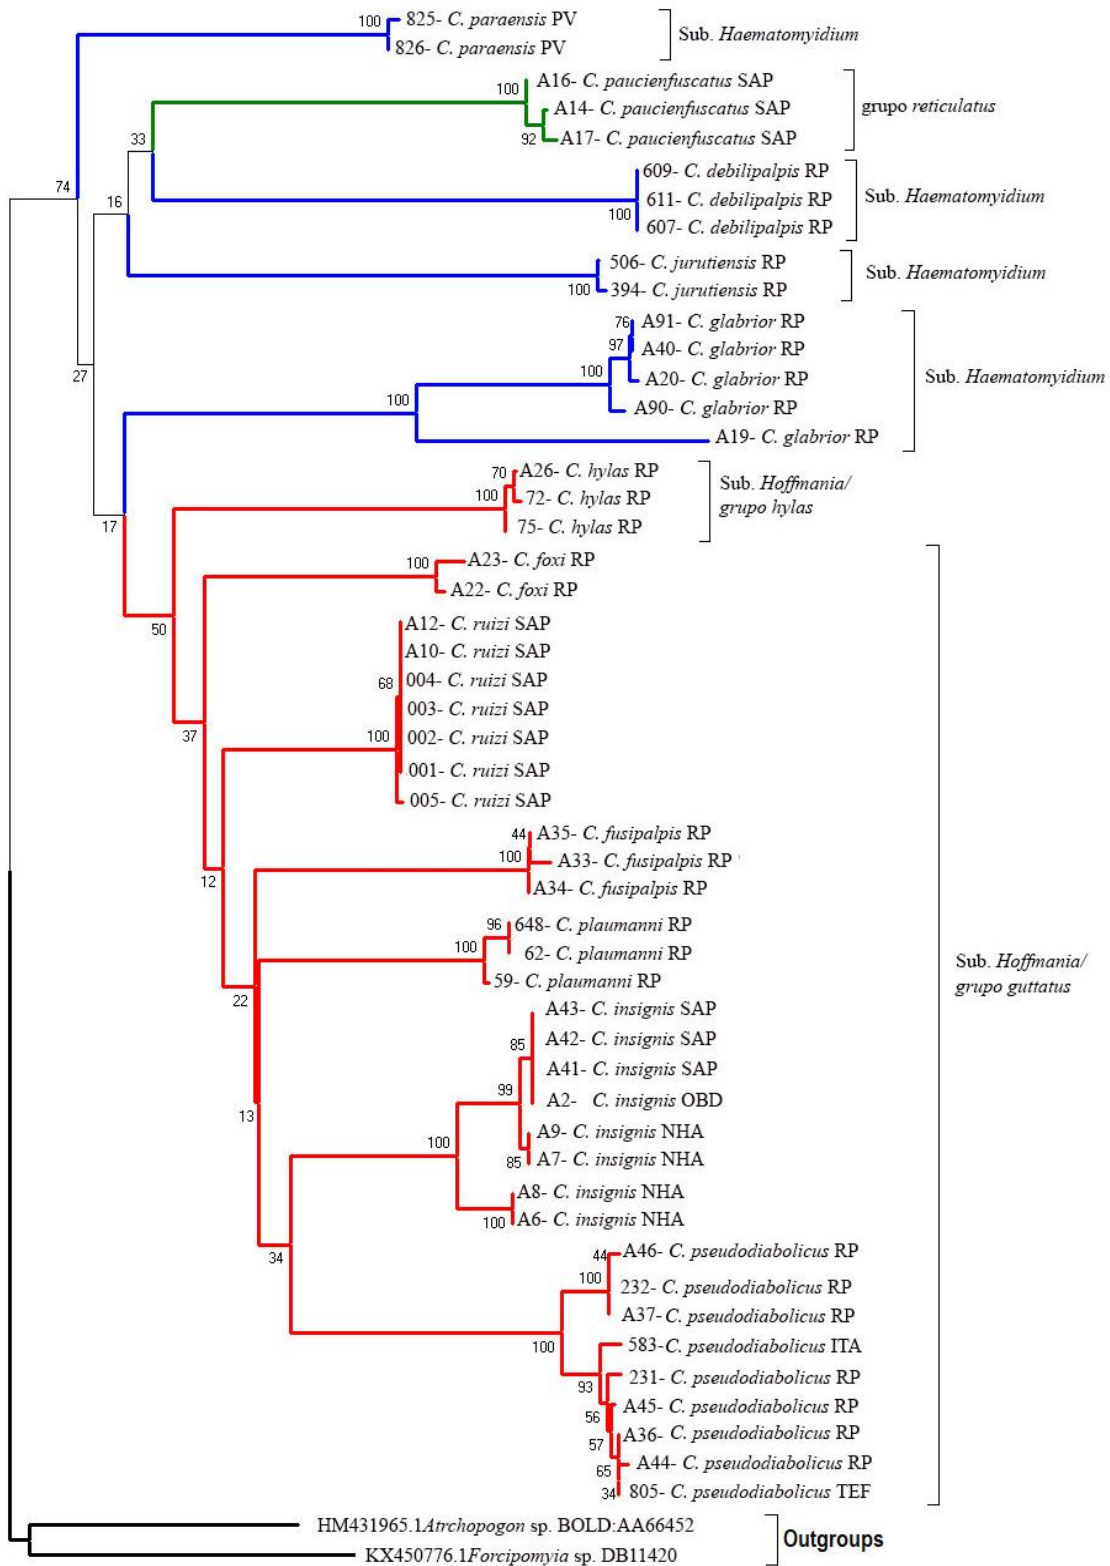 100
825- C. paraensis PV
826- C. paraensis PV
Sub. Haematomyidium
100
A16- C. paucienfuscatus SAP
A14- C. paucienfuscatus SAP
92
A17- C. paucienfuscatus SAP
grupo reticulatus
33
74
16
609- C. debilipalpis RP
611- C. debilipalpis RP
100
607- C. debilipalpis RP
Sub. Haematomyidium
506- C. jurutiensis RP
100
394- C. jurutiensis RP
Sub. Haematomyidium
76
A91- C. glabrior RP
97
A40- C. glabrior RP
100
A20- C. glabrior RP
A90- C. glabrior RP
100
A19- C. glabrior RP
Sub. Haematomyidium
27
70
A26- C. hylas RP
100
72- C. hylas RP
75- C. hylas RP
Sub. Hoffmania/
grupo hylas
17
100
A23- C. foxi RP
A22- C. foxi RP
50
A12- C. ruizi SAP
A10- C. ruizi SAP
68
004- C. ruizi SAP
003- C. ruizi SAP
37
100
002- C. ruizi SAP
001- C. ruizi SAP
005- C. ruizi SAP
44
A35- C. fusipalpis RP
100
A33- C. fusipalpis RP
A34- C. fusipalpis RP
12
96
648- C. plaumanni RP
100
62- C. plaumanni RP
59- C. plaumanni RP
Sub. Hoffmania/
grupo guttatus
22
A43- C. insignis SAP
85
A42- C. insignis SAP
A41- C. insignis SAP
99
A2- C. insignis OBD
13
100
A9- C. insignis NHA
85
A7- C. insignis NHA
A8- C. insignis NHA
100
A6- C. insignis NHA
34
44
A46- C. pseudodiabolicus RP
100
232- C. pseudodiabolicus RP
A37- C. pseudodiabolicus RP
100
583-C. pseudodiabolicus ITA
93
231- C. pseudodiabolicus RP
56
A45- C. pseudodiabolicus RP
57
A36- C. pseudodiabolicus RP
65
A44- C. pseudodiabolicus RP
34
805- C. pseudodiabolicus TEF
HM431965.1Atrchopogon sp. BOLD:AA66452
KX450776.1Forcipomyia sp. DB11420
Outgroups